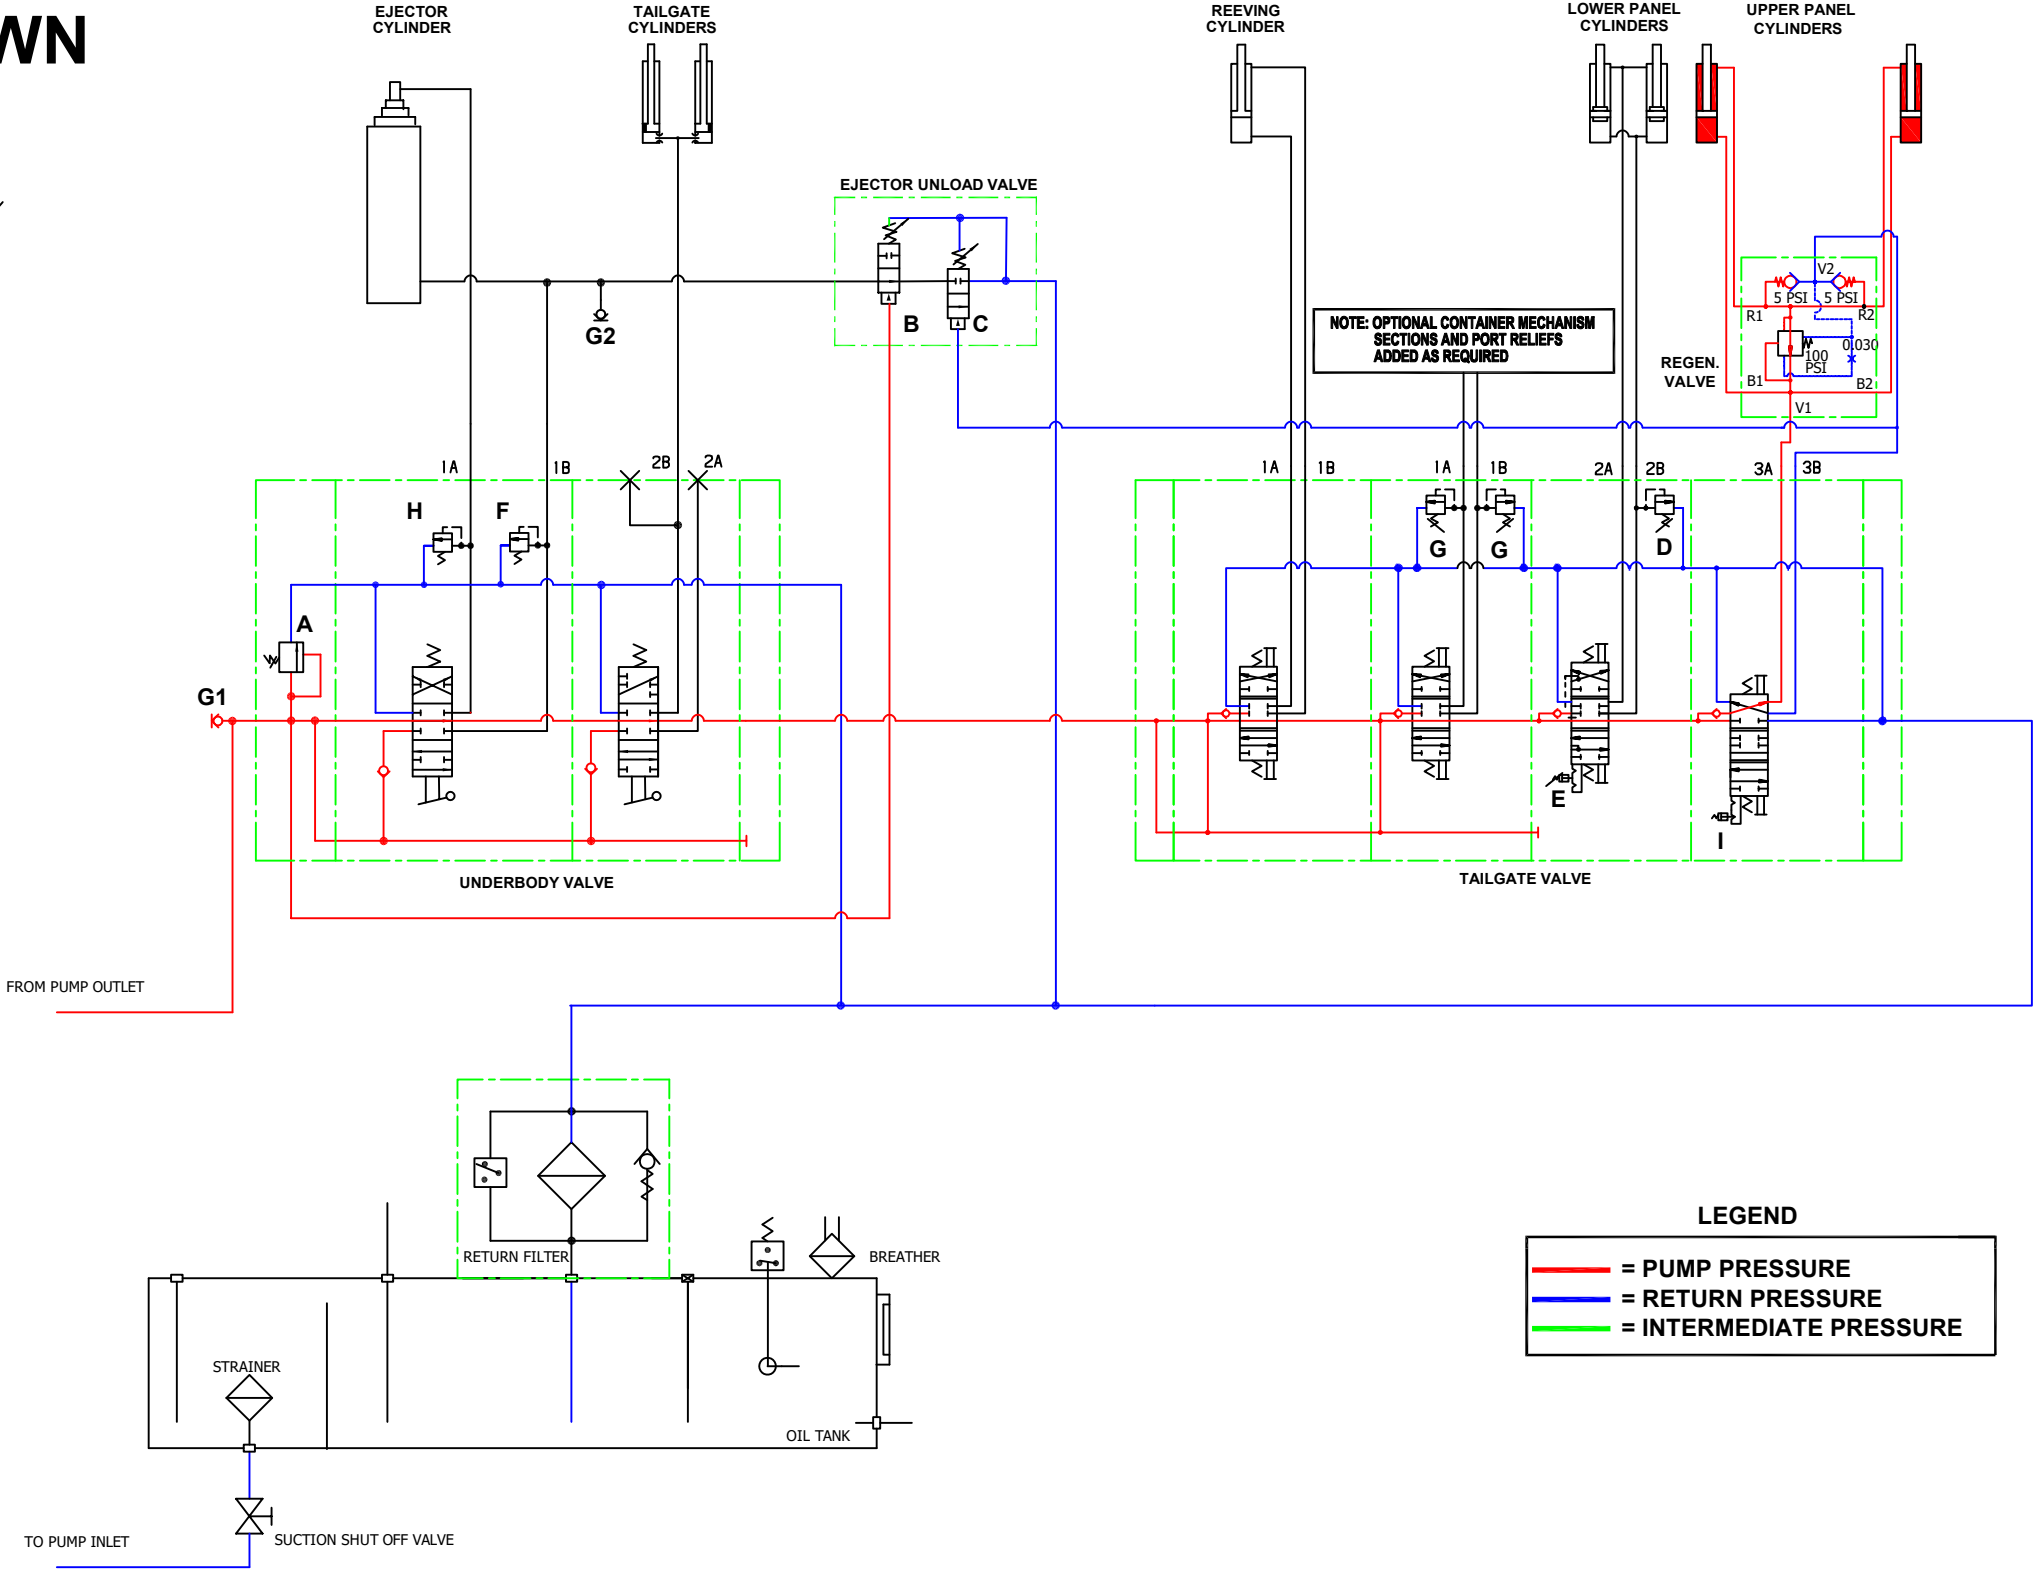 WN
EJECTOR
CYLINDER
TAILGATE
CYLINDERS
REEVING
CYLINDER
LOWER PANEL
CYLINDERS
UPPER PANEL
CYLINDERS
EJECTOR UNLOAD VALVE
B
C
G2
NOTE: OPTIONAL CONTAINER MECHANISM
SECTIONS AND PORT RELIEFS
ADDED AS REQUIRED
V2
5 PSI
5 PSI
R1
R2
0.030
100
PSI
REGEN.
VALVE
B1
B2
V1
1A
1B
2B
2A
1A
1B
1A
1B
2A
2B
3A
3B
H
F
G
G
D
A
G1
E
I
UNDERBODY VALVE
TAILGATE VALVE
FROM PUMP OUTLET
RETURN FILTER
BREATHER
STRAINER
OIL TANK
TO PUMP INLET
SUCTION SHUT OFF VALVE
LEGEND
= PUMP PRESSURE
= RETURN PRESSURE
= INTERMEDIATE PRESSURE